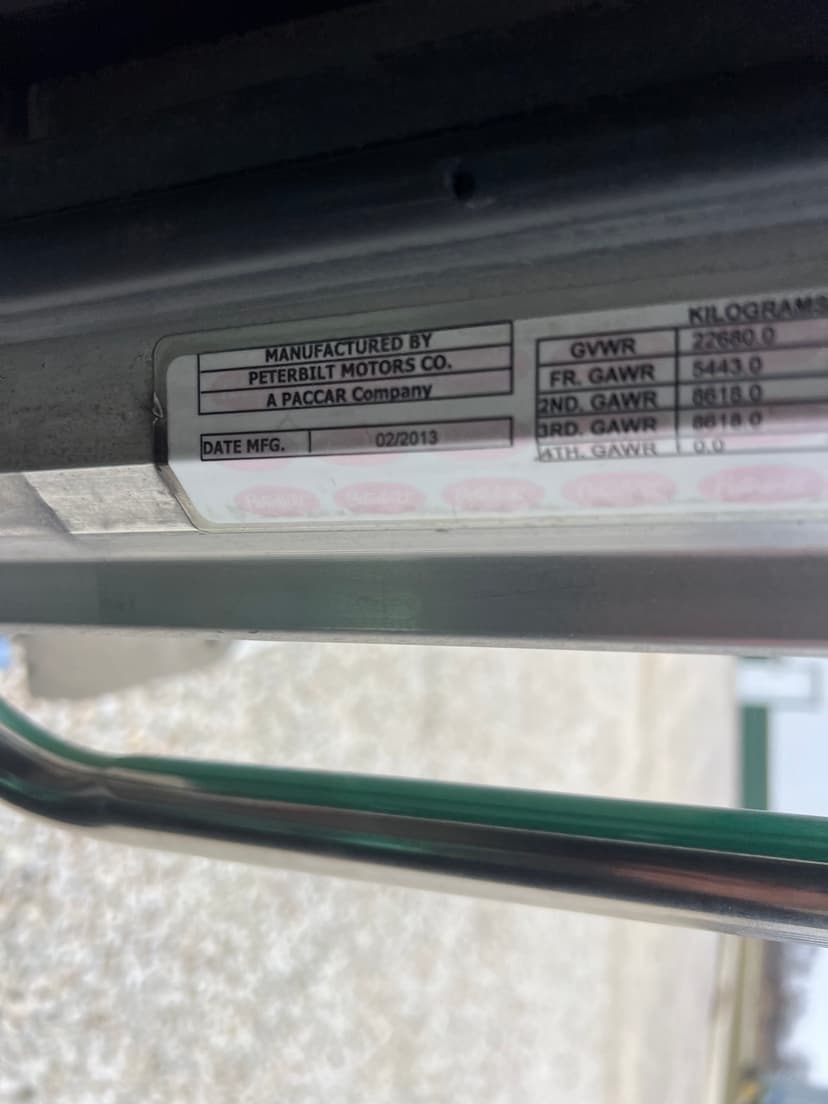 MANUFACTURED BY
PETERBILT MOTORS CO.
A PACCAR Company
DATE MFG. 02/2013
KILOGRAMS
GVWR 22680.0
FR. GAWR 5443.0
2ND. GAWR 8618.0
3RD. GAWR 8618.0
4TH. GAWR 0.0